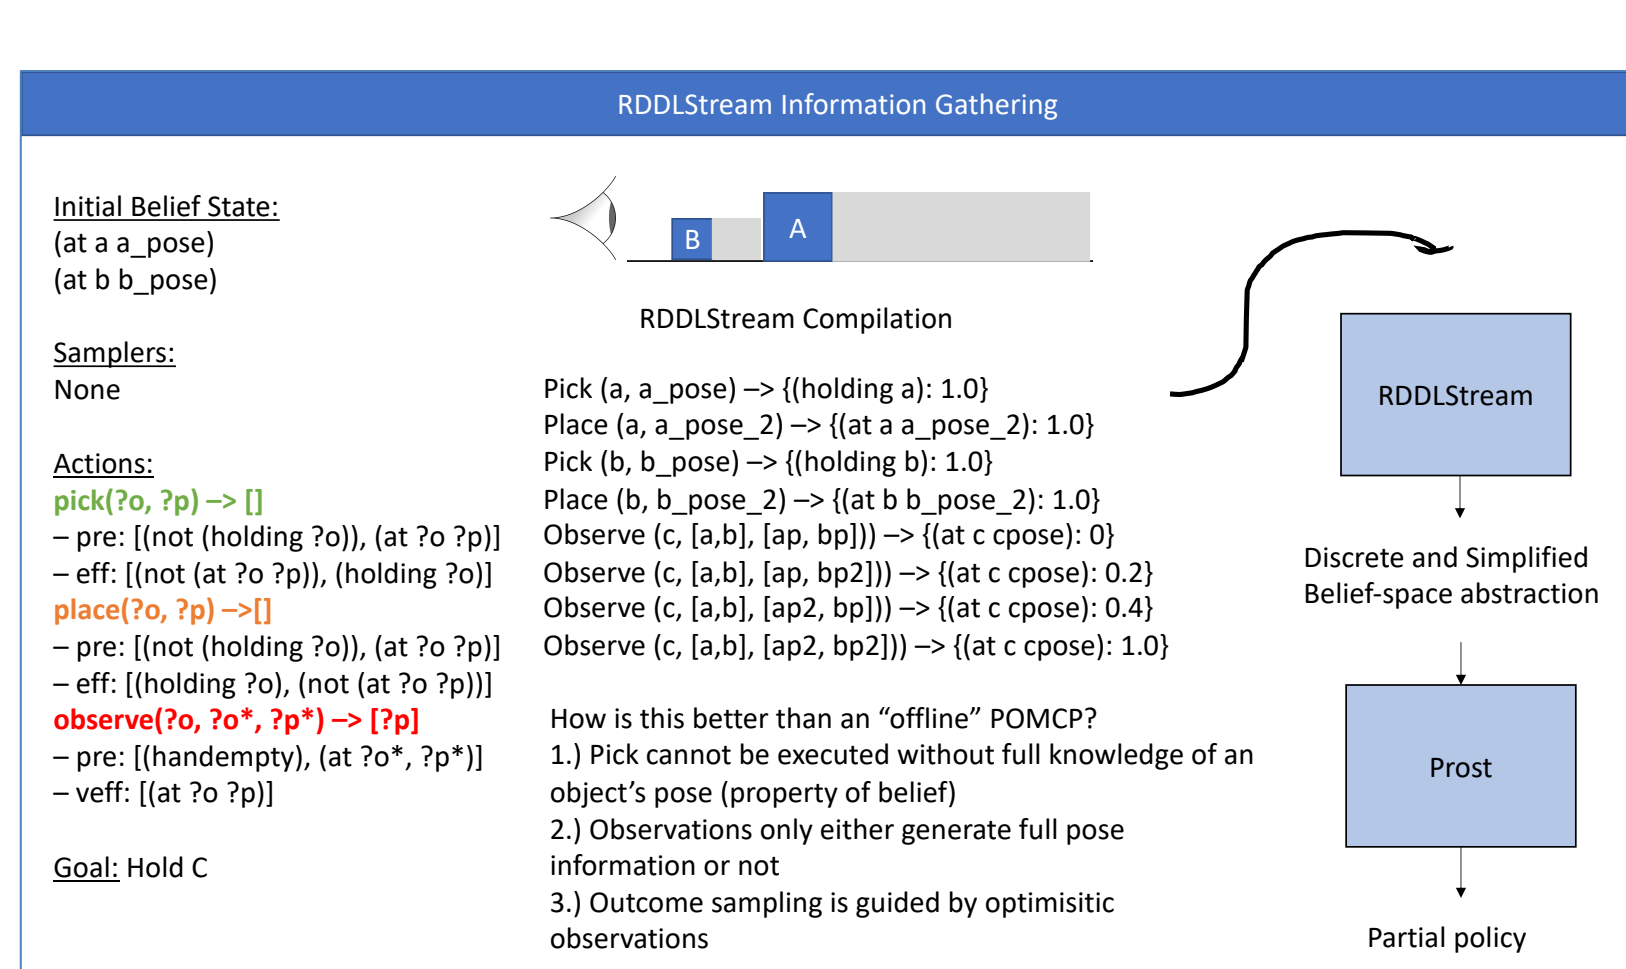 RDDLStream Information Gathering
Initial Belief State:
(at a a_pose)
(at b b_pose)
Samplers:
None
Actions:
pick(?o, ?p) –> []
– pre: [(not (holding ?o)), (at ?o ?p)]
– eff: [(not (at ?o ?p)), (holding ?o)]
place(?o, ?p) –>[]
– pre: [(not (holding ?o)), (at ?o ?p)]
– eff: [(holding ?o), (not (at ?o ?p))]
observe(?o, ?o*, ?p*) –> [?p]
– pre: [(handempty), (at ?o*, ?p*)]
– veff: [(at ?o ?p)]
Goal: Hold C
B
A
RDDLStream Compilation
Pick (a, a_pose) –> {(holding a): 1.0}
Place (a, a_pose_2) –> {(at a a_pose_2): 1.0}
Pick (b, b_pose) –> {(holding b): 1.0}
Place (b, b_pose_2) –> {(at b b_pose_2): 1.0}
Observe (c, [a,b], [ap, bp])) –> {(at c cpose): 0}
Observe (c, [a,b], [ap, bp2])) –> {(at c cpose): 0.2}
Observe (c, [a,b], [ap2, bp])) –> {(at c cpose): 0.4}
Observe (c, [a,b], [ap2, bp2])) –> {(at c cpose): 1.0}
How is this better than an “offline” POMCP?
1.) Pick cannot be executed without full knowledge of an
object’s pose (property of belief)
2.) Observations only either generate full pose
information or not
3.) Outcome sampling is guided by optimisitic
observations
RDDLStream
Discrete and Simplified
Belief-space abstraction
Prost
Partial policy